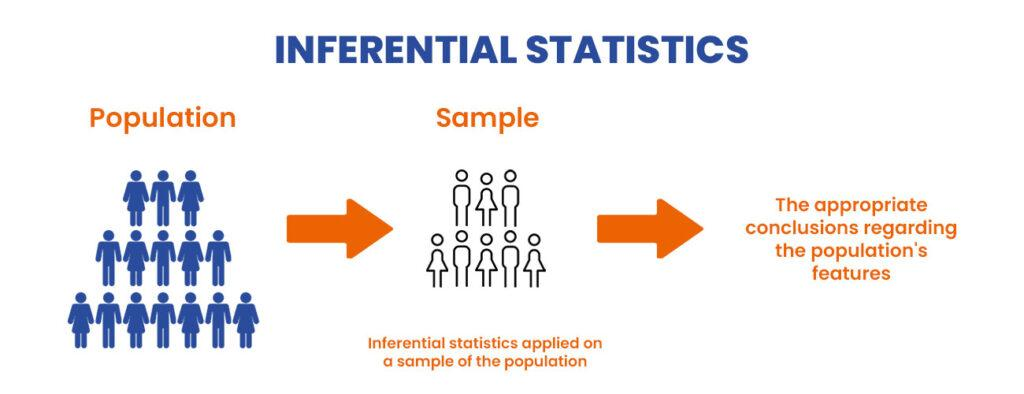 INFERENTIAL STATISTICS
Population
Sample
The appropriate
conclusions regarding
the population's
features
Inferential statistics applied on
a sample of the population